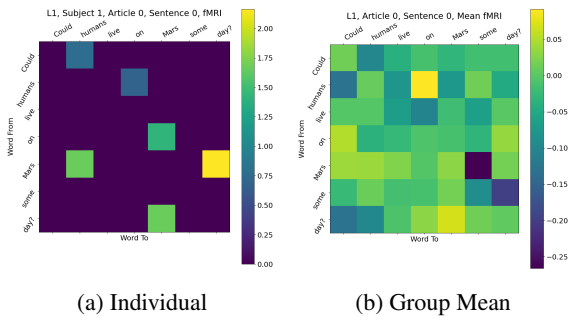 L1, Subject 1, Article 0, Sentence 0, fMRI
Could humans live on Mars some day?
Could
humans
live
on
Mars
some
day?
Word From
Word To
2.00
1.75
1.50
1.25
1.00
0.75
0.50
0.25
0.00
(a) Individual
L1, Article 0, Sentence 0, Mean fMRI
Could humans live on Mars some day?
Could
humans
live
on
Mars
some
day?
Word From
Word To
0.05
0.00
−0.05
−0.10
−0.15
−0.20
−0.25
(b) Group Mean